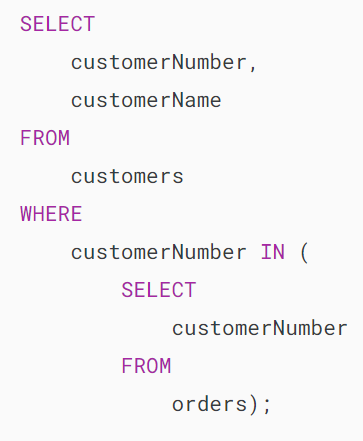 SELECT
    customerNumber,
    customerName
FROM
    customers
WHERE
    customerNumber IN (
        SELECT
            customerNumber
        FROM
            orders);